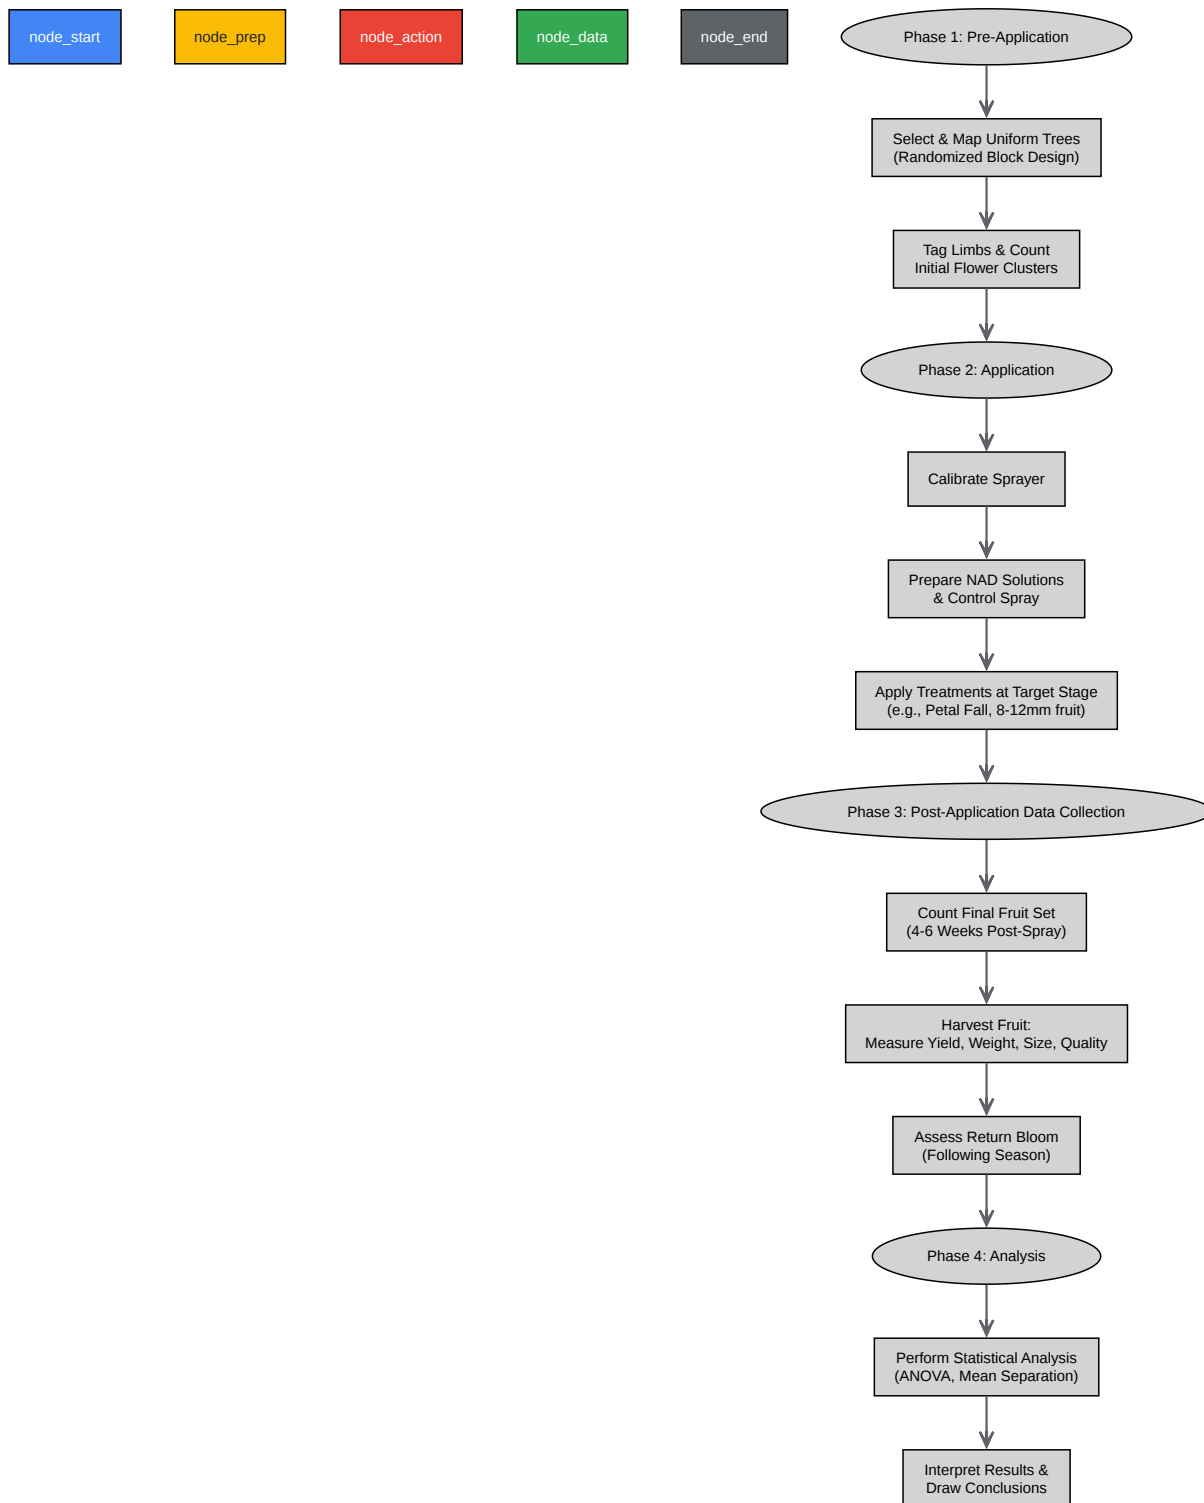 node_start
node_prep
node_action
node_data
node_end
Phase 1: Pre-Application
Select & Map Uniform Trees
(Randomized Block Design)
Tag Limbs & Count
Initial Flower Clusters
Phase 2: Application
Calibrate Sprayer
Prepare NAD Solutions
& Control Spray
Apply Treatments at Target Stage
(e.g., Petal Fall, 8-12mm fruit)
Phase 3: Post-Application Data Collection
Count Final Fruit Set
(4-6 Weeks Post-Spray)
Harvest Fruit:
Measure Yield, Weight, Size, Quality
Assess Return Bloom
(Following Season)
Phase 4: Analysis
Perform Statistical Analysis
(ANOVA, Mean Separation)
Interpret Results &
Draw Conclusions